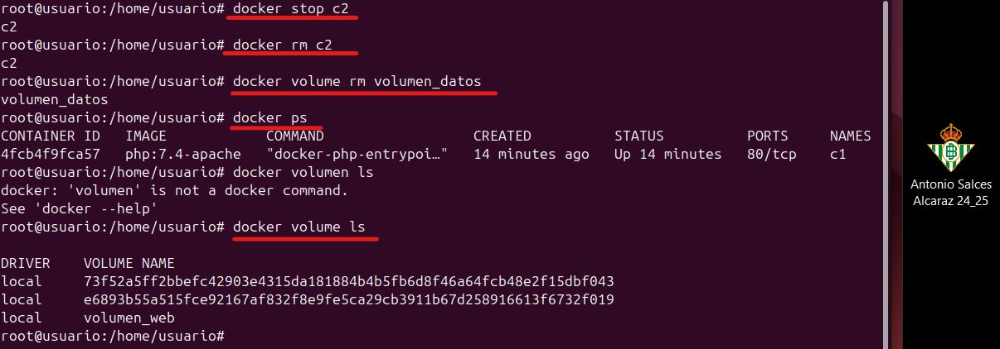 root@usuario:/home/usuario# docker stop c2
c2
root@usuario:/home/usuario# docker rm c2
c2
root@usuario:/home/usuario# docker volume rm volumen_datos
volumen_datos
root@usuario:/home/usuario# docker ps
CONTAINER ID   IMAGE            COMMAND                  CREATED          STATUS          PORTS     NAMES
4fcb4f9fca57   php:7.4-apache   "docker-php-entrypoi…"   14 minutes ago   Up 14 minutes   80/tcp    c1
root@usuario:/home/usuario# docker volumen ls
docker: 'volumen' is not a docker command.
See 'docker --help'
root@usuario:/home/usuario# docker volume ls
DRIVER    VOLUME NAME
local     73f52a5ff2bbefc42903e4315da181884b4b5fb6d8f46a64fcb48e2f15dbf043
local     e6893b55a515fce92167af832f8e9fe5ca29cb3911b67d258916613f6732f019
local     volumen_web
root@usuario:/home/usuario#
Antonio Salces
Alcaraz 24_25